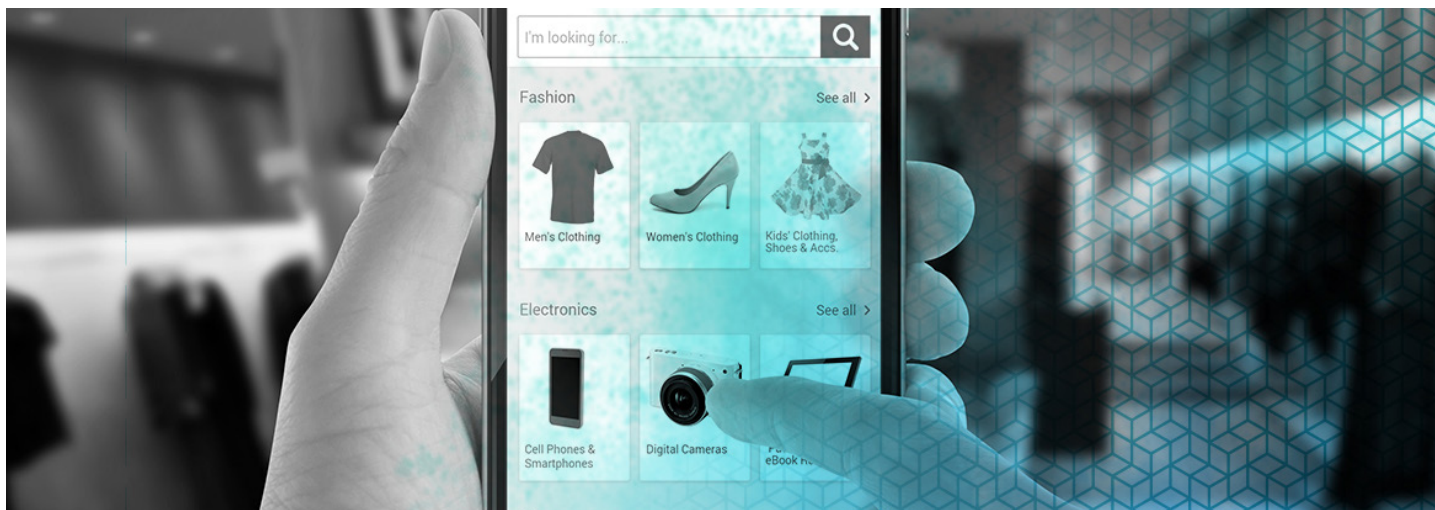 I'm looking for...
Fashion
See all
Men's Clothing
Women's Clothing
Kids' Clothing,
Shoes & Accs.
Electronics
See all
Cell Phones &
Smartphones
Digital Cameras
eBook